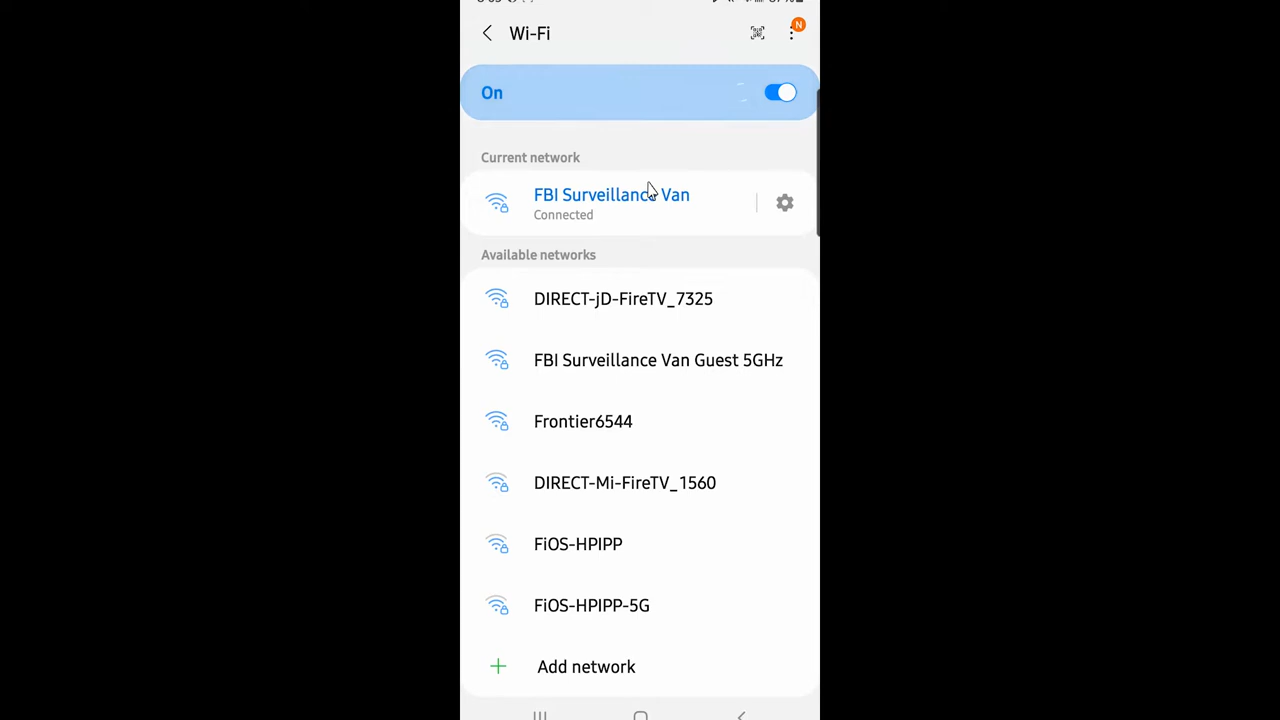 Wi-Fi
N
On
Current network
FBI Surveillance Van
Connected
Available networks
DIRECT-jD-FireTV_7325
FBI Surveillance Van Guest 5GHz
Frontier6544
DIRECT-Mi-FireTV_1560
FiOS-HPIPP
FiOS-HPIPP-5G
Add network